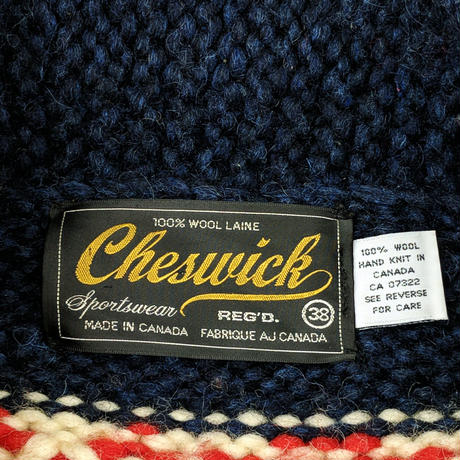 100% WOOL LAINE
Cheswick
Sportswear REG'D. 38
MADE IN CANADA FABRIQUE AJ CANADA
100% WOOL
HAND KNIT IN
CANADA
CA 07322
SEE REVERSE
FOR CARE